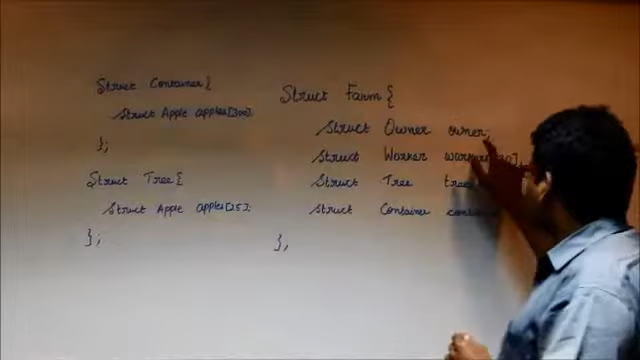 Struct Container{
Struct Apple apples[300];
};
Struct Tree{
Struct Apple apples[25];
};
Struct Farm{
Struct Owner owner;
Struct Worker
Struct Tree
Struct Container
};